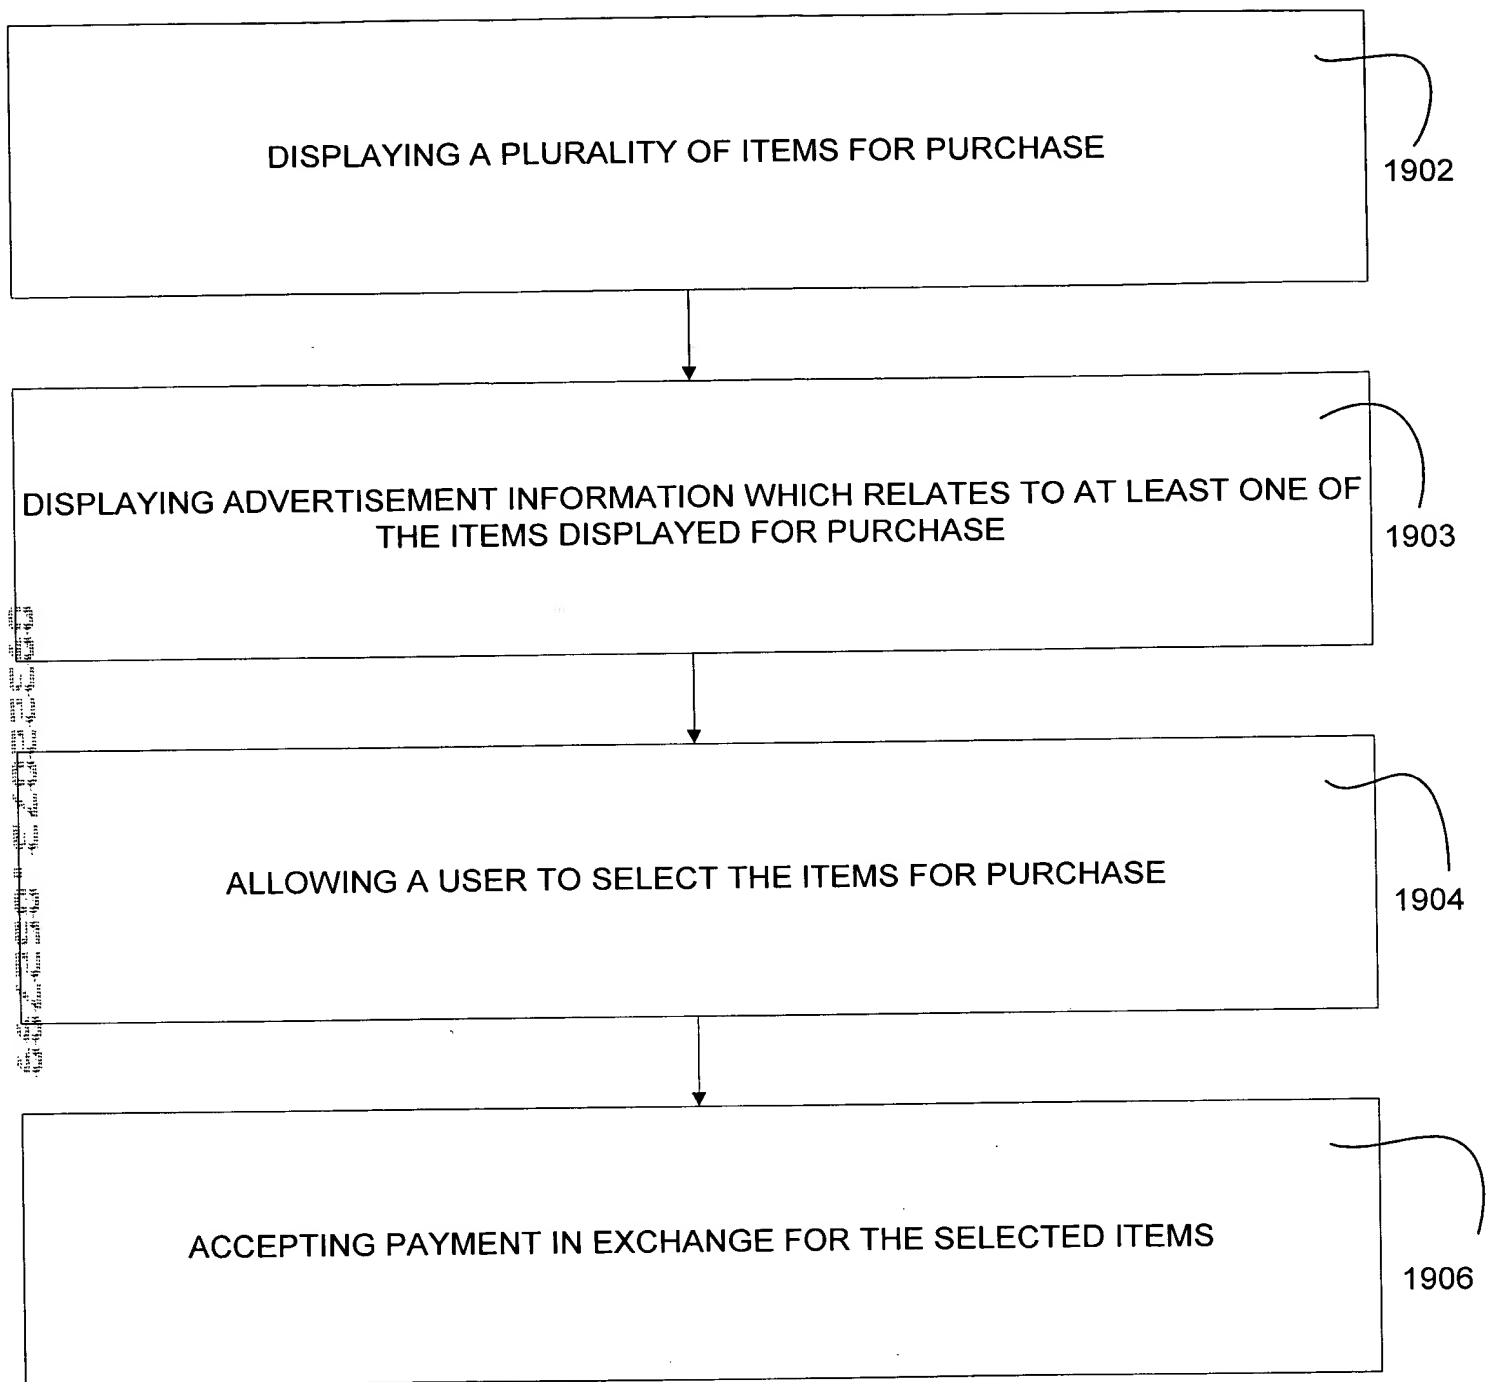 DISPLAYING A PLURALITY OF ITEMS FOR PURCHASE
1902
DISPLAYING ADVERTISEMENT INFORMATION WHICH RELATES TO AT LEAST ONE OF
THE ITEMS DISPLAYED FOR PURCHASE
1903
ALLOWING A USER TO SELECT THE ITEMS FOR PURCHASE
1904
ACCEPTING PAYMENT IN EXCHANGE FOR THE SELECTED ITEMS
1906